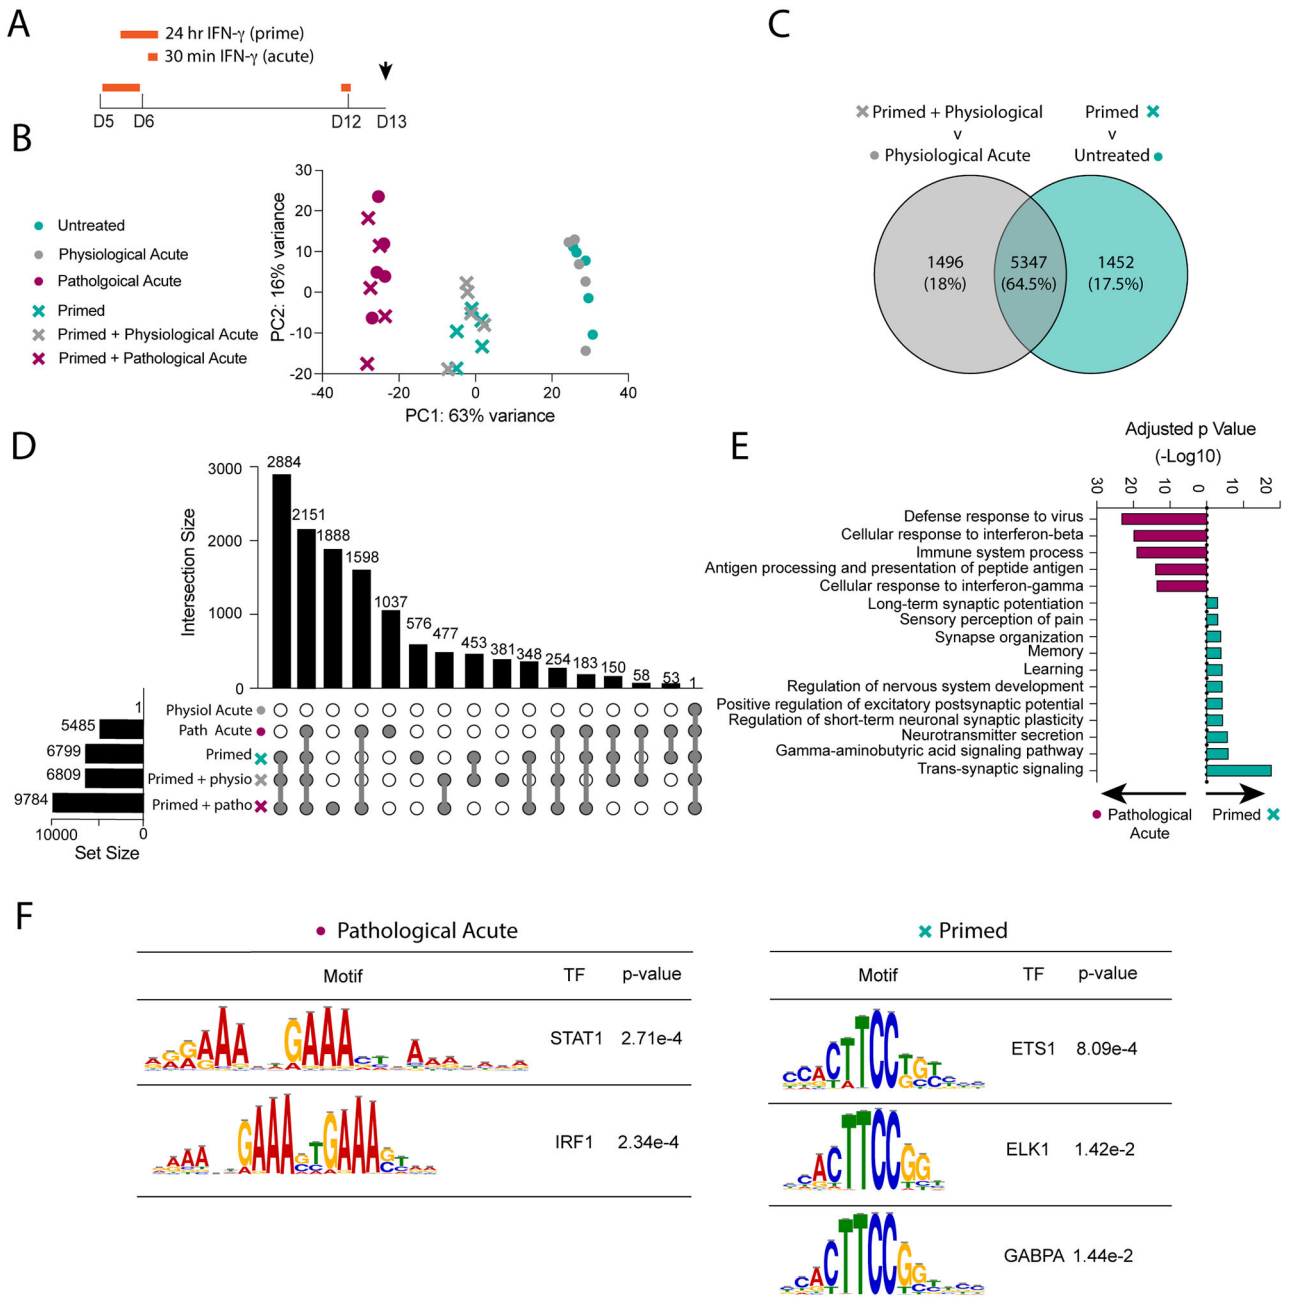 A
24 hr IFN-γ (prime)
30 min IFN-γ (acute)
D5 D6 D12 D13
B
Untreated
Physiological Acute
Patholgoical Acute
Primed
Primed + Physiological Acute
Primed + Pathological Acute
PC2: 16% variance
30
20
10
0
-10
-20
-40 -20 0 20 40
PC1: 63% variance
C
Primed + Physiological
v
Physiological Acute
Primed
v
Untreated
1496
(18%)
5347
(64.5%)
1452
(17.5%)
D
Intersection Size
3000
2000
1000
0
2884 2151 1888 1598 1037 576 477 453 381 348 254 183 150 58 53 1
Physiol Acute
Path Acute
Primed
Primed + physio
Primed + patho
1
5485
6799
6809
9784
10000 0
Set Size
E
Adjusted p Value
(-Log10)
30 20 10 0 10 20
Defense response to virus
Cellular response to interferon-beta
Immune system process
Antigen processing and presentation of peptide antigen
Cellular response to interferon-gamma
Long-term synaptic potentiation
Sensory perception of pain
Synapse organization
Memory
Learning
Regulation of nervous system development
Positive regulation of excitatory postsynaptic potential
Regulation of short-term neuronal synaptic plasticity
Neurotransmitter secretion
Gamma-aminobutyric acid signaling pathway
Trans-synaptic signaling
Pathological
Acute
Primed
F
Pathological Acute
Motif TF p-value
STAT1 2.71e-4
IRF1 2.34e-4
Primed
Motif TF p-value
ETS1 8.09e-4
ELK1 1.42e-2
GABPA 1.44e-2